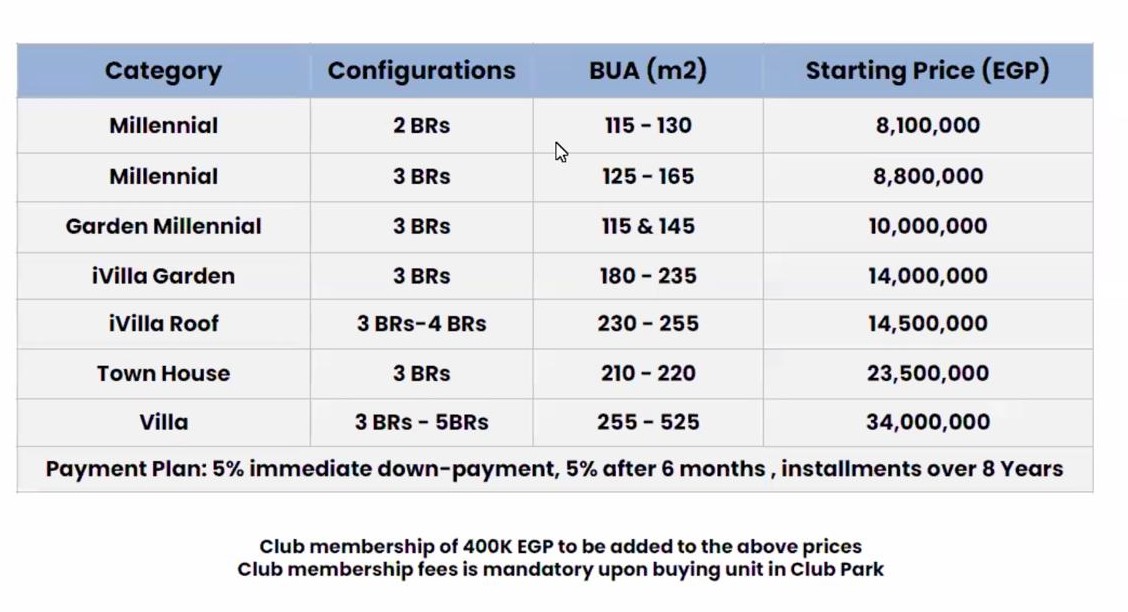 Category Configurations BUA (m2) Starting Price (EGP)
Millennial 2 BRs 115 - 130 8,100,000
Millennial 3 BRs 125 - 165 8,800,000
Garden Millennial 3 BRs 115 & 145 10,000,000
iVilla Garden 3 BRs 180 - 235 14,000,000
iVilla Roof 3 BRs-4 BRs 230 - 255 14,500,000
Town House 3 BRs 210 - 220 23,500,000
Villa 3 BRs - 5BRs 255 - 525 34,000,000
Payment Plan: 5% immediate down-payment, 5% after 6 months , installments over 8 Years
Club membership of 400K EGP to be added to the above prices
Club membership fees is mandatory upon buying unit in Club Park